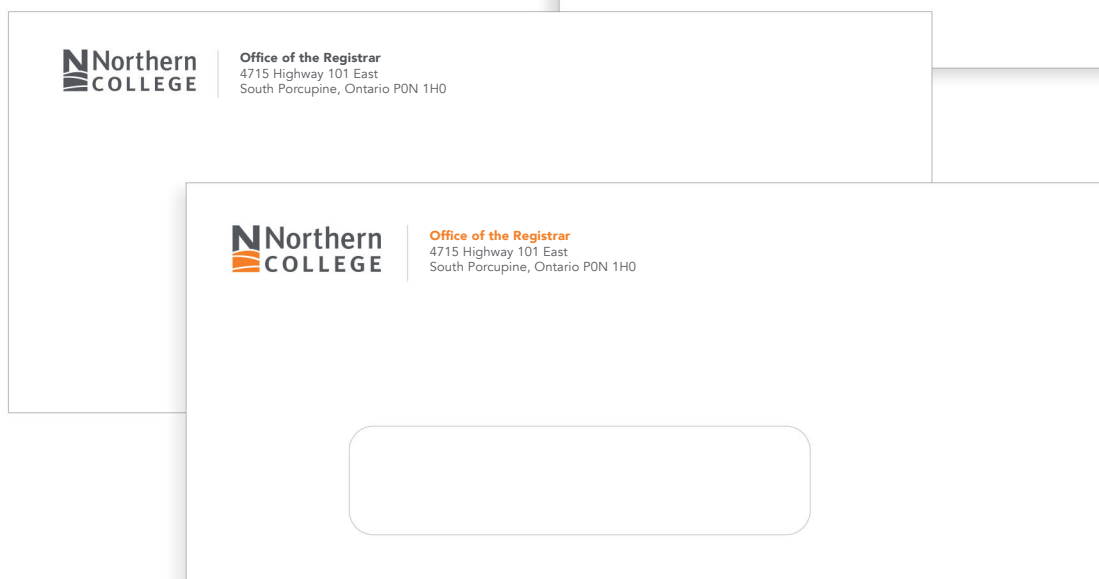 Northern
COLLEGE
Office of the Registrar
4715 Highway 101 East
South Porcupine, Ontario P0N 1H0
Northern
COLLEGE
Office of the Registrar
4715 Highway 101 East
South Porcupine, Ontario P0N 1H0